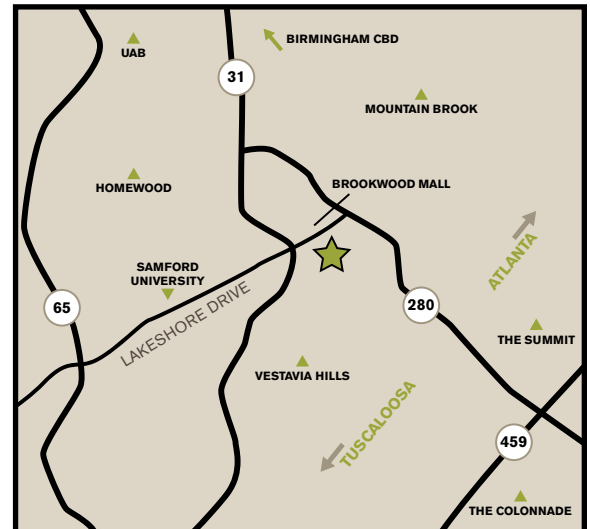 UAB
BIRMINGHAM CBD
31
MOUNTAIN BROOK
HOMEWOOD
BROOKWOOD MALL
SAMFORD
UNIVERSITY
ATLANTA
65
LAKESHORE DRIVE
280
THE SUMMIT
VESTAVIA HILLS
TUSCALOOSA
459
THE COLONNADE